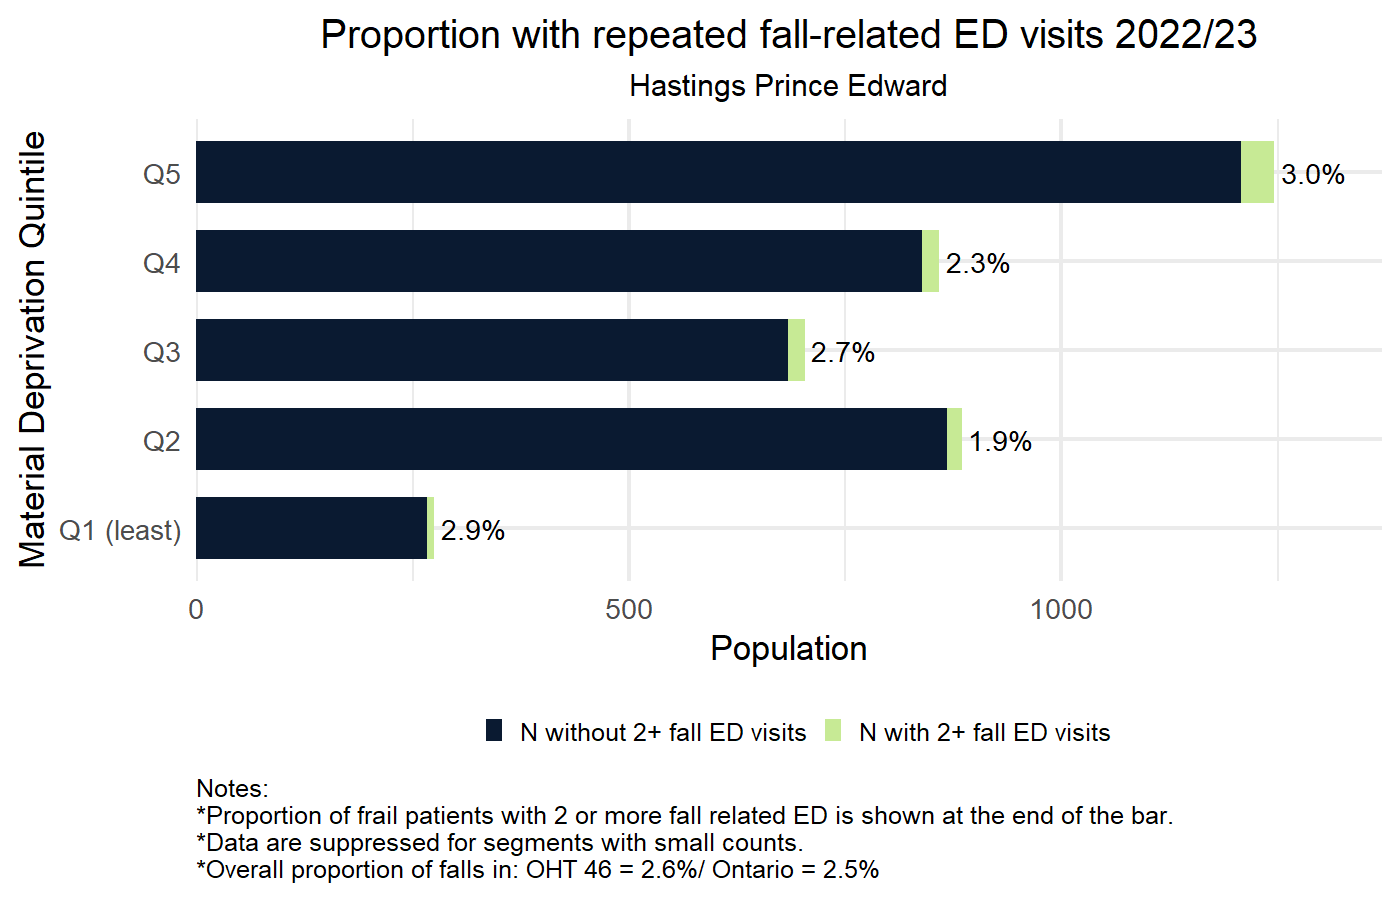 Proportion with repeated fall-related ED visits 2022/23
Hastings Prince Edward
Material Deprivation Quintile
Q5
3.0%
Q4
2.3%
Q3
2.7%
Q2
1.9%
Q1 (least)
2.9%
0
500
1000
Population
N without 2+ fall ED visits
N with 2+ fall ED visits
Notes:
*Proportion of frail patients with 2 or more fall related ED is shown at the end of the bar.
*Data are suppressed for segments with small counts.
*Overall proportion of falls in: OHT 46 = 2.6%/ Ontario = 2.5%